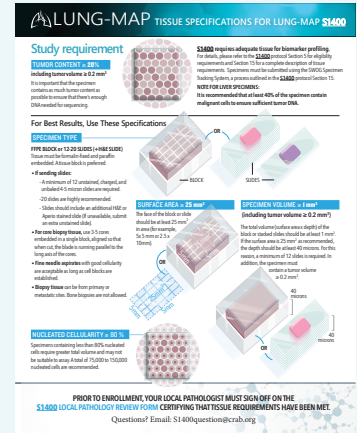 LUNG-MAP TISSUE SPECIFICATIONS FOR LUNG-MAP S1400
Study requirement
TUMOR CONTENT ≥ 20%
including tumor volume ≥ 0.2 mm³
It is important that the specimen
contains as much tumor content as
possible to ensure that there's enough
DNA needed for sequencing.
S1400 requires adequate tissue for biomarker profiling.
For details, please refer to the S1400 protocol Section 5 for eligibility
requirements and Section 15 for a complete description of tissue
requirements. Specimens must be submitted using the SWOG Specimen
Tracking System, a process outlined in the S1400 protocol Section 15.
NOTE FOR LIVER SPECIMENS:
It is recommended that at least 40% of the specimen contain
malignant cells to ensure sufficient tumor DNA.
For Best Results, Use These Specifications
SPECIMEN TYPE
FFPE BLOCK or 12-20 SLIDES (+H&E SLIDE)
Tissue must be formalin-fixed and paraffin
embedded. A tissue block is preferred.
• If sending slides:
-A minimum of 12 unstained, charged, and
unbaked 4-5 micron slides are required
-20 slides are highly recommended.
- Slides should include an additional H&E or
Aperio stained slide (if unavailable, submit
an extra unstained slide).
• For core biopsy tissue, use 3-5 cores
embedded in a single block, aligned so that
when cut, the blade is running parallel to the
long axis of the cores.
• Fine needle aspirates with good cellularity
are acceptable as long as cell blocks are
established.
• Biopsy tissue can be from primary or
metastatic sites. Bone biopsies are not allowed.
OR
BLOCK
SLIDES
SURFACE AREA ≥ 25 mm²
The face of the block or slide
should be at least 25 mm²
in area (for example,
5 x 5 mm or 2.5 x
10mm).
OR
25mm²
5mm
5mm
SPECIMEN VOLUME ≥ 1 mm³
(including tumor volume ≥ 0.2 mm³)
The total volume (surface area x depth) of the
block or stacked slides should be at least 1 mm³.
If the surface area is 25 mm² as recommended,
the depth should be at least 40 microns. For this
reason, a minimum of 12 slides is required. In
addition, the specimen must
contain a tumor volume
≥ 0.2 mm³.
40
microns
40
microns
OR
NUCLEATED CELLULARITY ≥ 80 %
Specimens containing less than 80% nucleated
cells require greater total volume and may not
be suitable to assay. A total of 75,000 to 150,000
nucleated cells are recommended.
PRIOR TO ENROLLMENT, YOUR LOCAL PATHOLOGIST MUST SIGN OFF ON THE
S1400 LOCAL PATHOLOGY REVIEW FORM CERTIFYING THAT TISSUE REQUIREMENTS HAVE BEEN MET.
Questions? Email: S1400question@crab.org